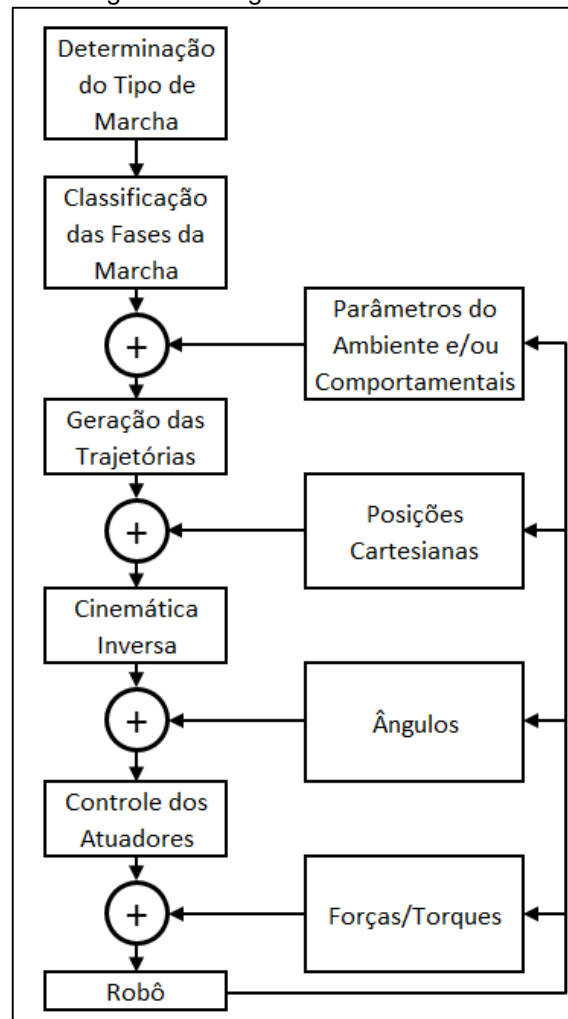 Determinação
do Tipo de
Marcha
Classificação
das Fases da
Marcha
+
Parâmetros do
Ambiente e/ou
Comportamentais
Geração das
Trajetórias
+
Posições
Cartesianas
Cinemática
Inversa
+
Ângulos
Controle dos
Atuadores
+
Forças/Torques
Robô